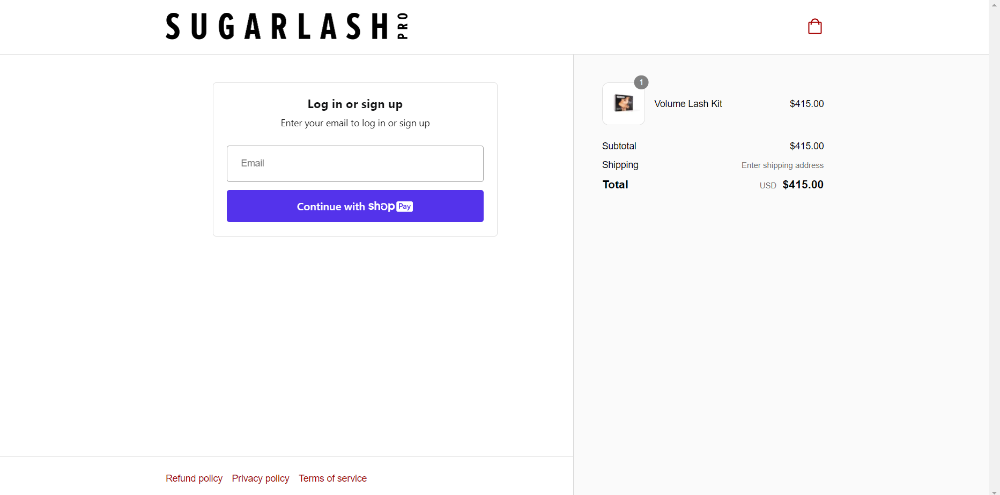 SUGARLASH PRO
Log in or sign up
Enter your email to log in or sign up
Email
Continue with shop Pay
1
Volume Lash Kit $415.00
Subtotal $415.00
Shipping Enter shipping address
Total USD $415.00
Refund policy Privacy policy Terms of service